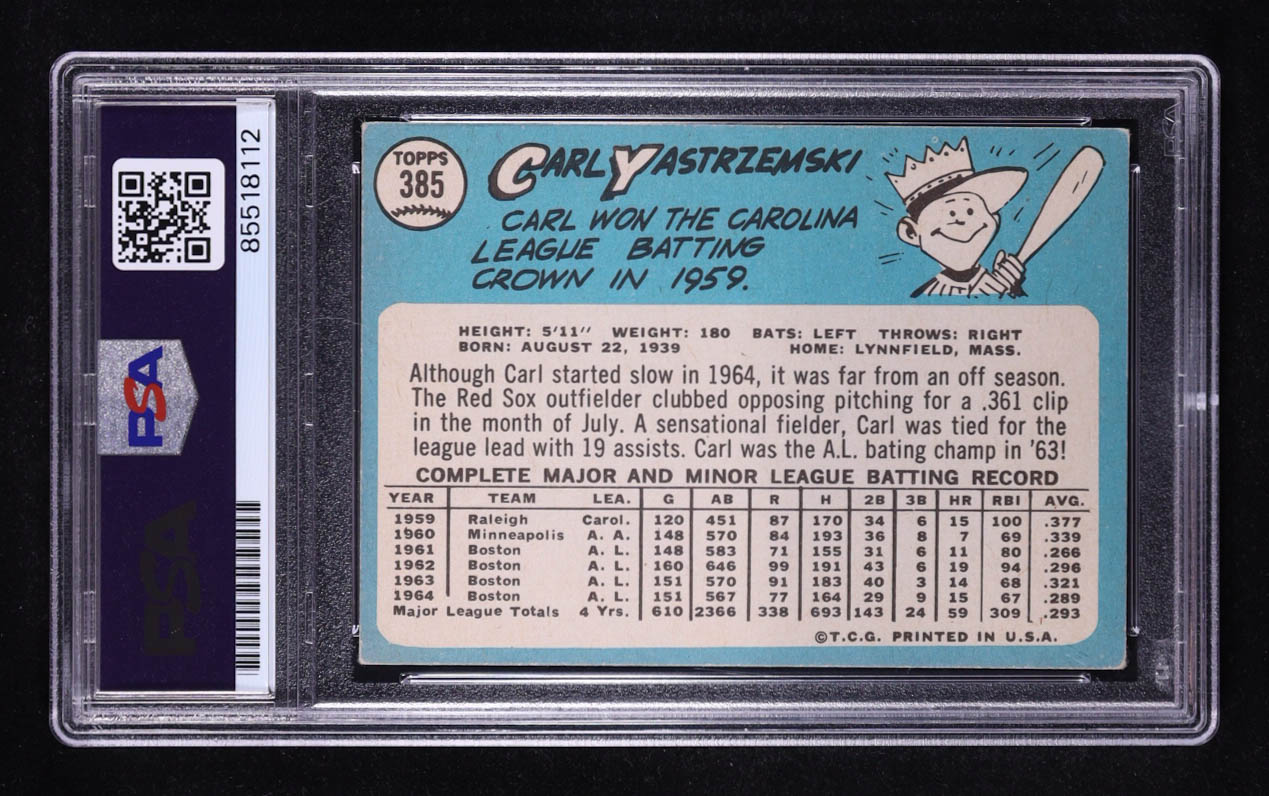 85518112
PSA
PSA
TOPPS
385
CARL YASTRZEMSKI
CARL WON THE CAROLINA
LEAGUE BATTING
CROWN IN 1959.
HEIGHT: 5'11" WEIGHT: 180 BATS: LEFT THROWS: RIGHT
BORN: AUGUST 22, 1939 HOME: LYNNFIELD, MASS.
Although Carl started slow in 1964, it was far from an off season.
The Red Sox outfielder clubbed opposing pitching for a .361 clip
in the month of July. A sensational fielder, Carl was tied for the
league lead with 19 assists. Carl was the A.L. bating champ in '63!
COMPLETE MAJOR AND MINOR LEAGUE BATTING RECORD
YEAR TEAM LEA. G AB R H 2B 3B HR RBI AVG.
1959 Raleigh Carol. 120 451 87 170 34 6 15 100 .377
1960 Minneapolis A. A. 148 570 84 193 36 8 7 69 .339
1961 Boston A. L. 148 583 71 155 31 6 11 80 .266
1962 Boston A. L. 160 646 99 191 43 6 19 94 .296
1963 Boston A. L. 151 570 91 183 40 3 14 68 .321
1964 Boston A. L. 151 567 77 164 29 9 15 67 .289
Major League Totals 4 Yrs. 610 2366 338 693 143 24 59 309 .293
©T.C.G. PRINTED IN U.S.A.